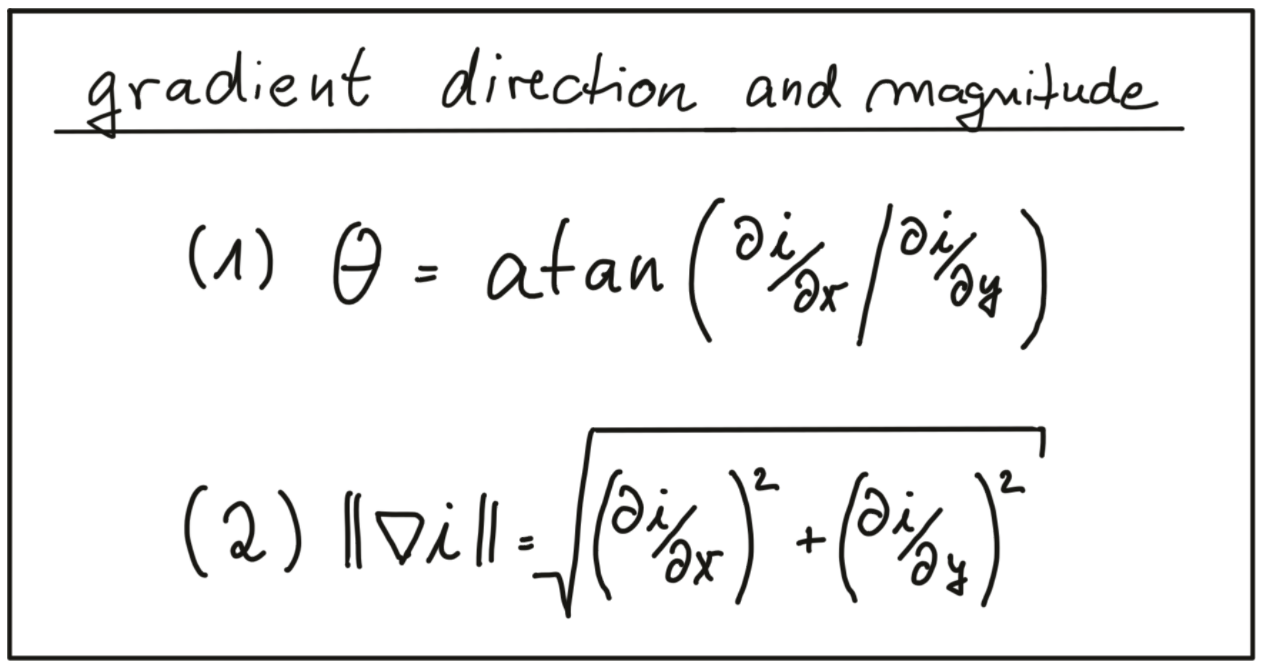 gradient direction and magnitude
(1) θ = atan(∂i/∂x / ∂i/∂y)
(2) ‖∇i‖ = √((∂i/∂x)² + (∂i/∂y)²)